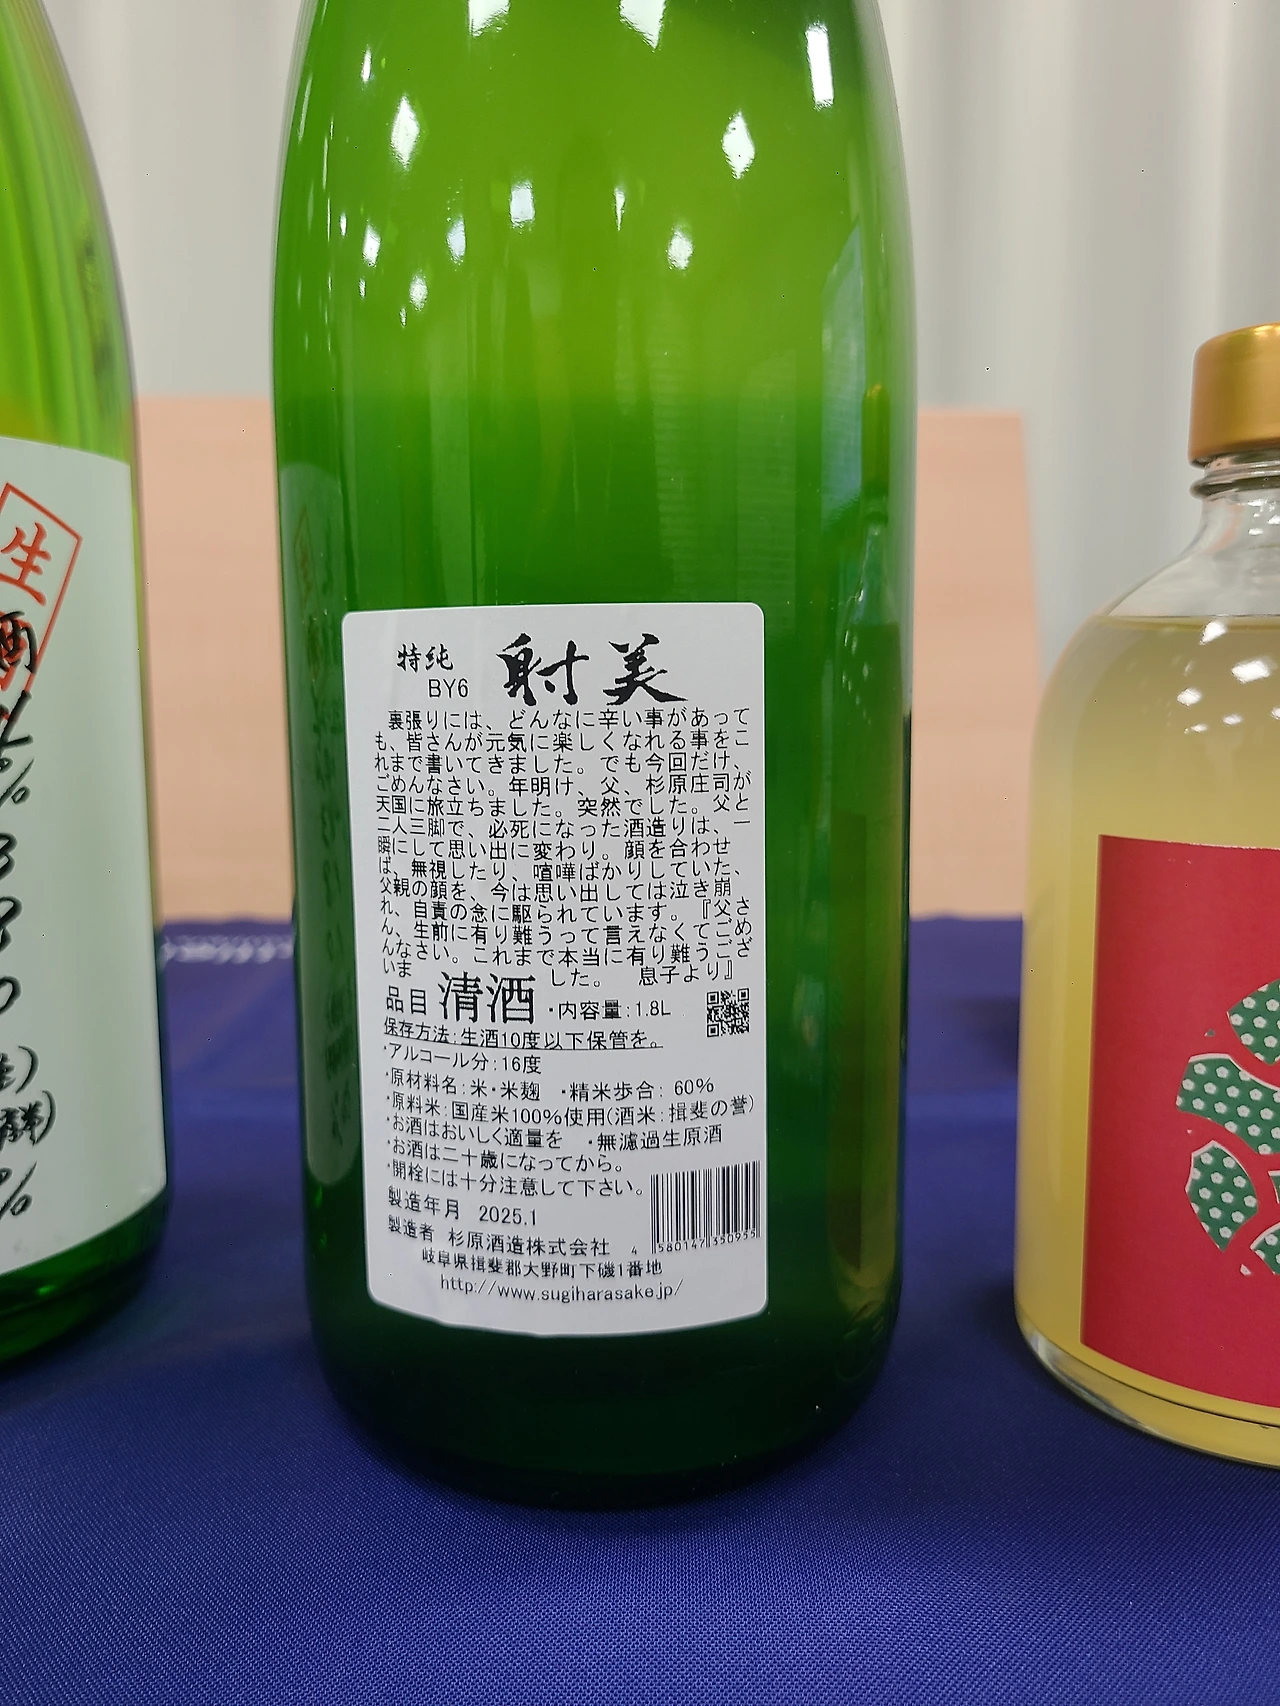 生
酒
特純
BY6
射美
裏張りには、どんなに辛い事があって
も、皆さんが元気に楽しくなれる事をこ
れまで書いてきました。でも今回だけ、
ごめんなさい。年明け、父、杉原庄司が
天国に旅立ちました。突然でした。父と
二人三脚で、必死になった酒造りは、一
瞬にして思い出に変わり。顔を合わせ
ば、無視したり、喧嘩ばかりしていた、
父親の顔を、今は思い出しては泣き崩
れ、自責の念に駆られています。『父さ
ん、生前に有り難うって言えなくてごめ
んなさい。これまで本当に有り難うござ
いま した。 息子より』
品目 清酒 ・内容量:1.8L
保存方法:生酒10度以下保管を。
・アルコール分:16度
・原材料名:米・米麹 ・精米歩合: 60%
・原料米:国産米100%使用(酒米:揖斐の誉)
・お酒はおいしく適量を ・無濾過生原酒
・お酒は二十歳になってから。
・開栓には十分注意して下さい。
製造年月 2025.1
製造者 杉原酒造株式会社
4 580147 350955
岐阜県揖斐郡大野町下磯1番地
http://www.sugiharasake.jp/